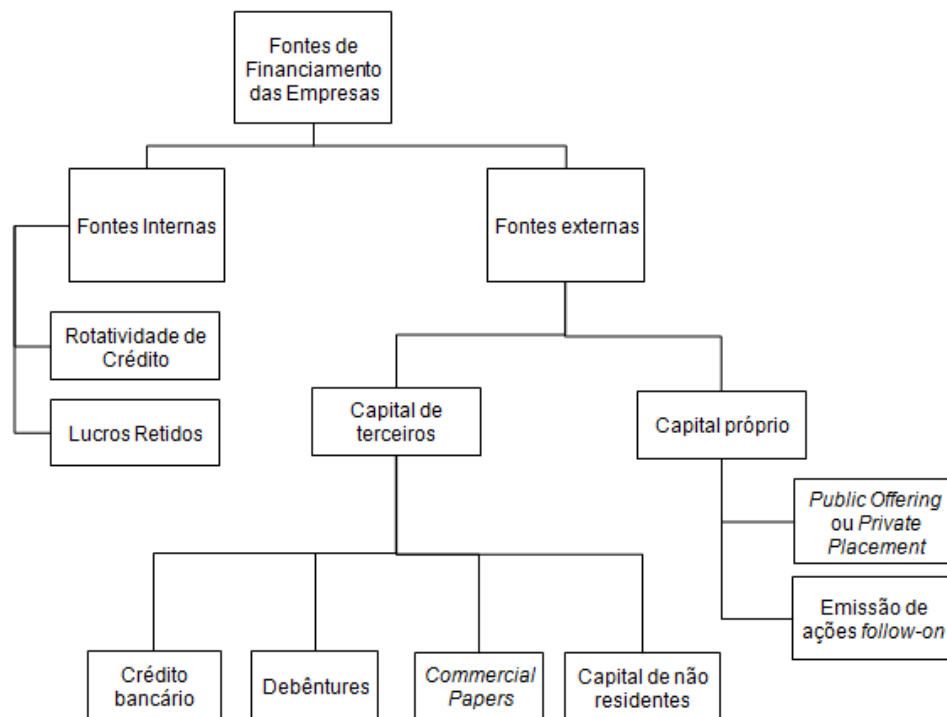 Fontes de
Financiamento
das Empresas
Fontes Internas
Fontes externas
Rotatividade de
Crédito
Lucros Retidos
Capital de
terceiros
Capital próprio
Public Offering
ou Private
Placement
Emissão de
ações follow-on
Crédito
bancário
Debêntures
Commercial
Papers
Capital de não
residentes